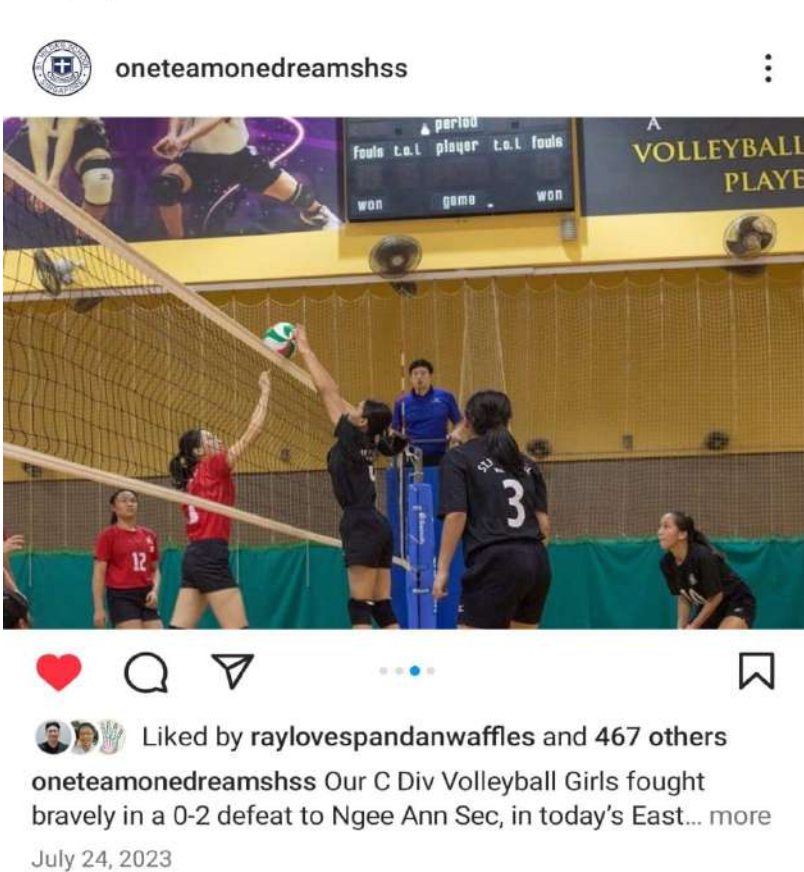 oneteamonedreamshss
period
fouls t.o.l player t.o.l fouls
won game won
A
VOLLEYBALL
PLAYE
12
3
Liked by raylovespandanwaffles and 467 others
oneteamonedreamshss Our C Div Volleyball Girls fought
bravely in a 0-2 defeat to Ngee Ann Sec, in today's East... more
July 24, 2023